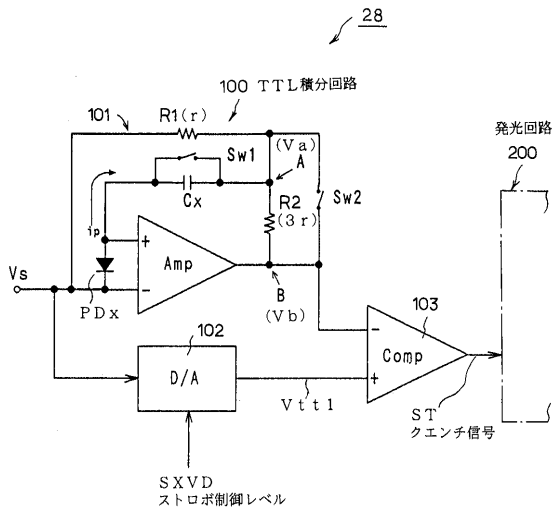 28
100 TTL積分回路
101
R1(r)
発光回路
200
(Va)
A
Sw1
Cx
R2
(3r)
Sw2
ip
+
Amp
-
Vs
PDx
B
(Vb)
102
103
D/A
-
Comp
+
Vttl
ST
クエンチ信号
SXVD
ストロボ制御レベル